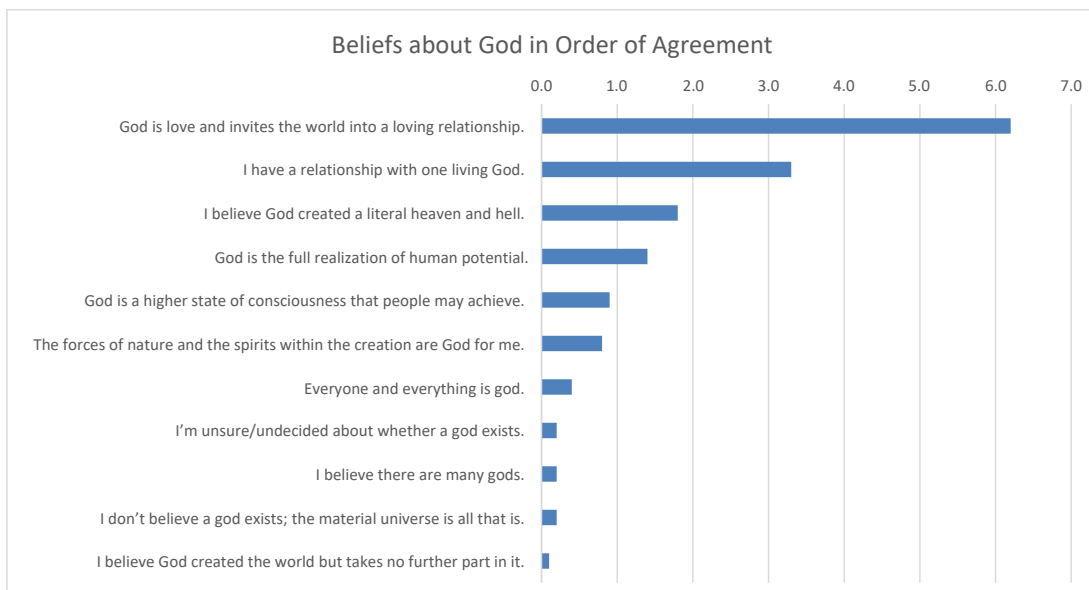 Beliefs about God in Order of Agreement
0.0 1.0 2.0 3.0 4.0 5.0 6.0 7.0
God is love and invites the world into a loving relationship.
I have a relationship with one living God.
I believe God created a literal heaven and hell.
God is the full realization of human potential.
God is a higher state of consciousness that people may achieve.
The forces of nature and the spirits within the creation are God for me.
Everyone and everything is god.
I’m unsure/undecided about whether a god exists.
I believe there are many gods.
I don’t believe a god exists; the material universe is all that is.
I believe God created the world but takes no further part in it.